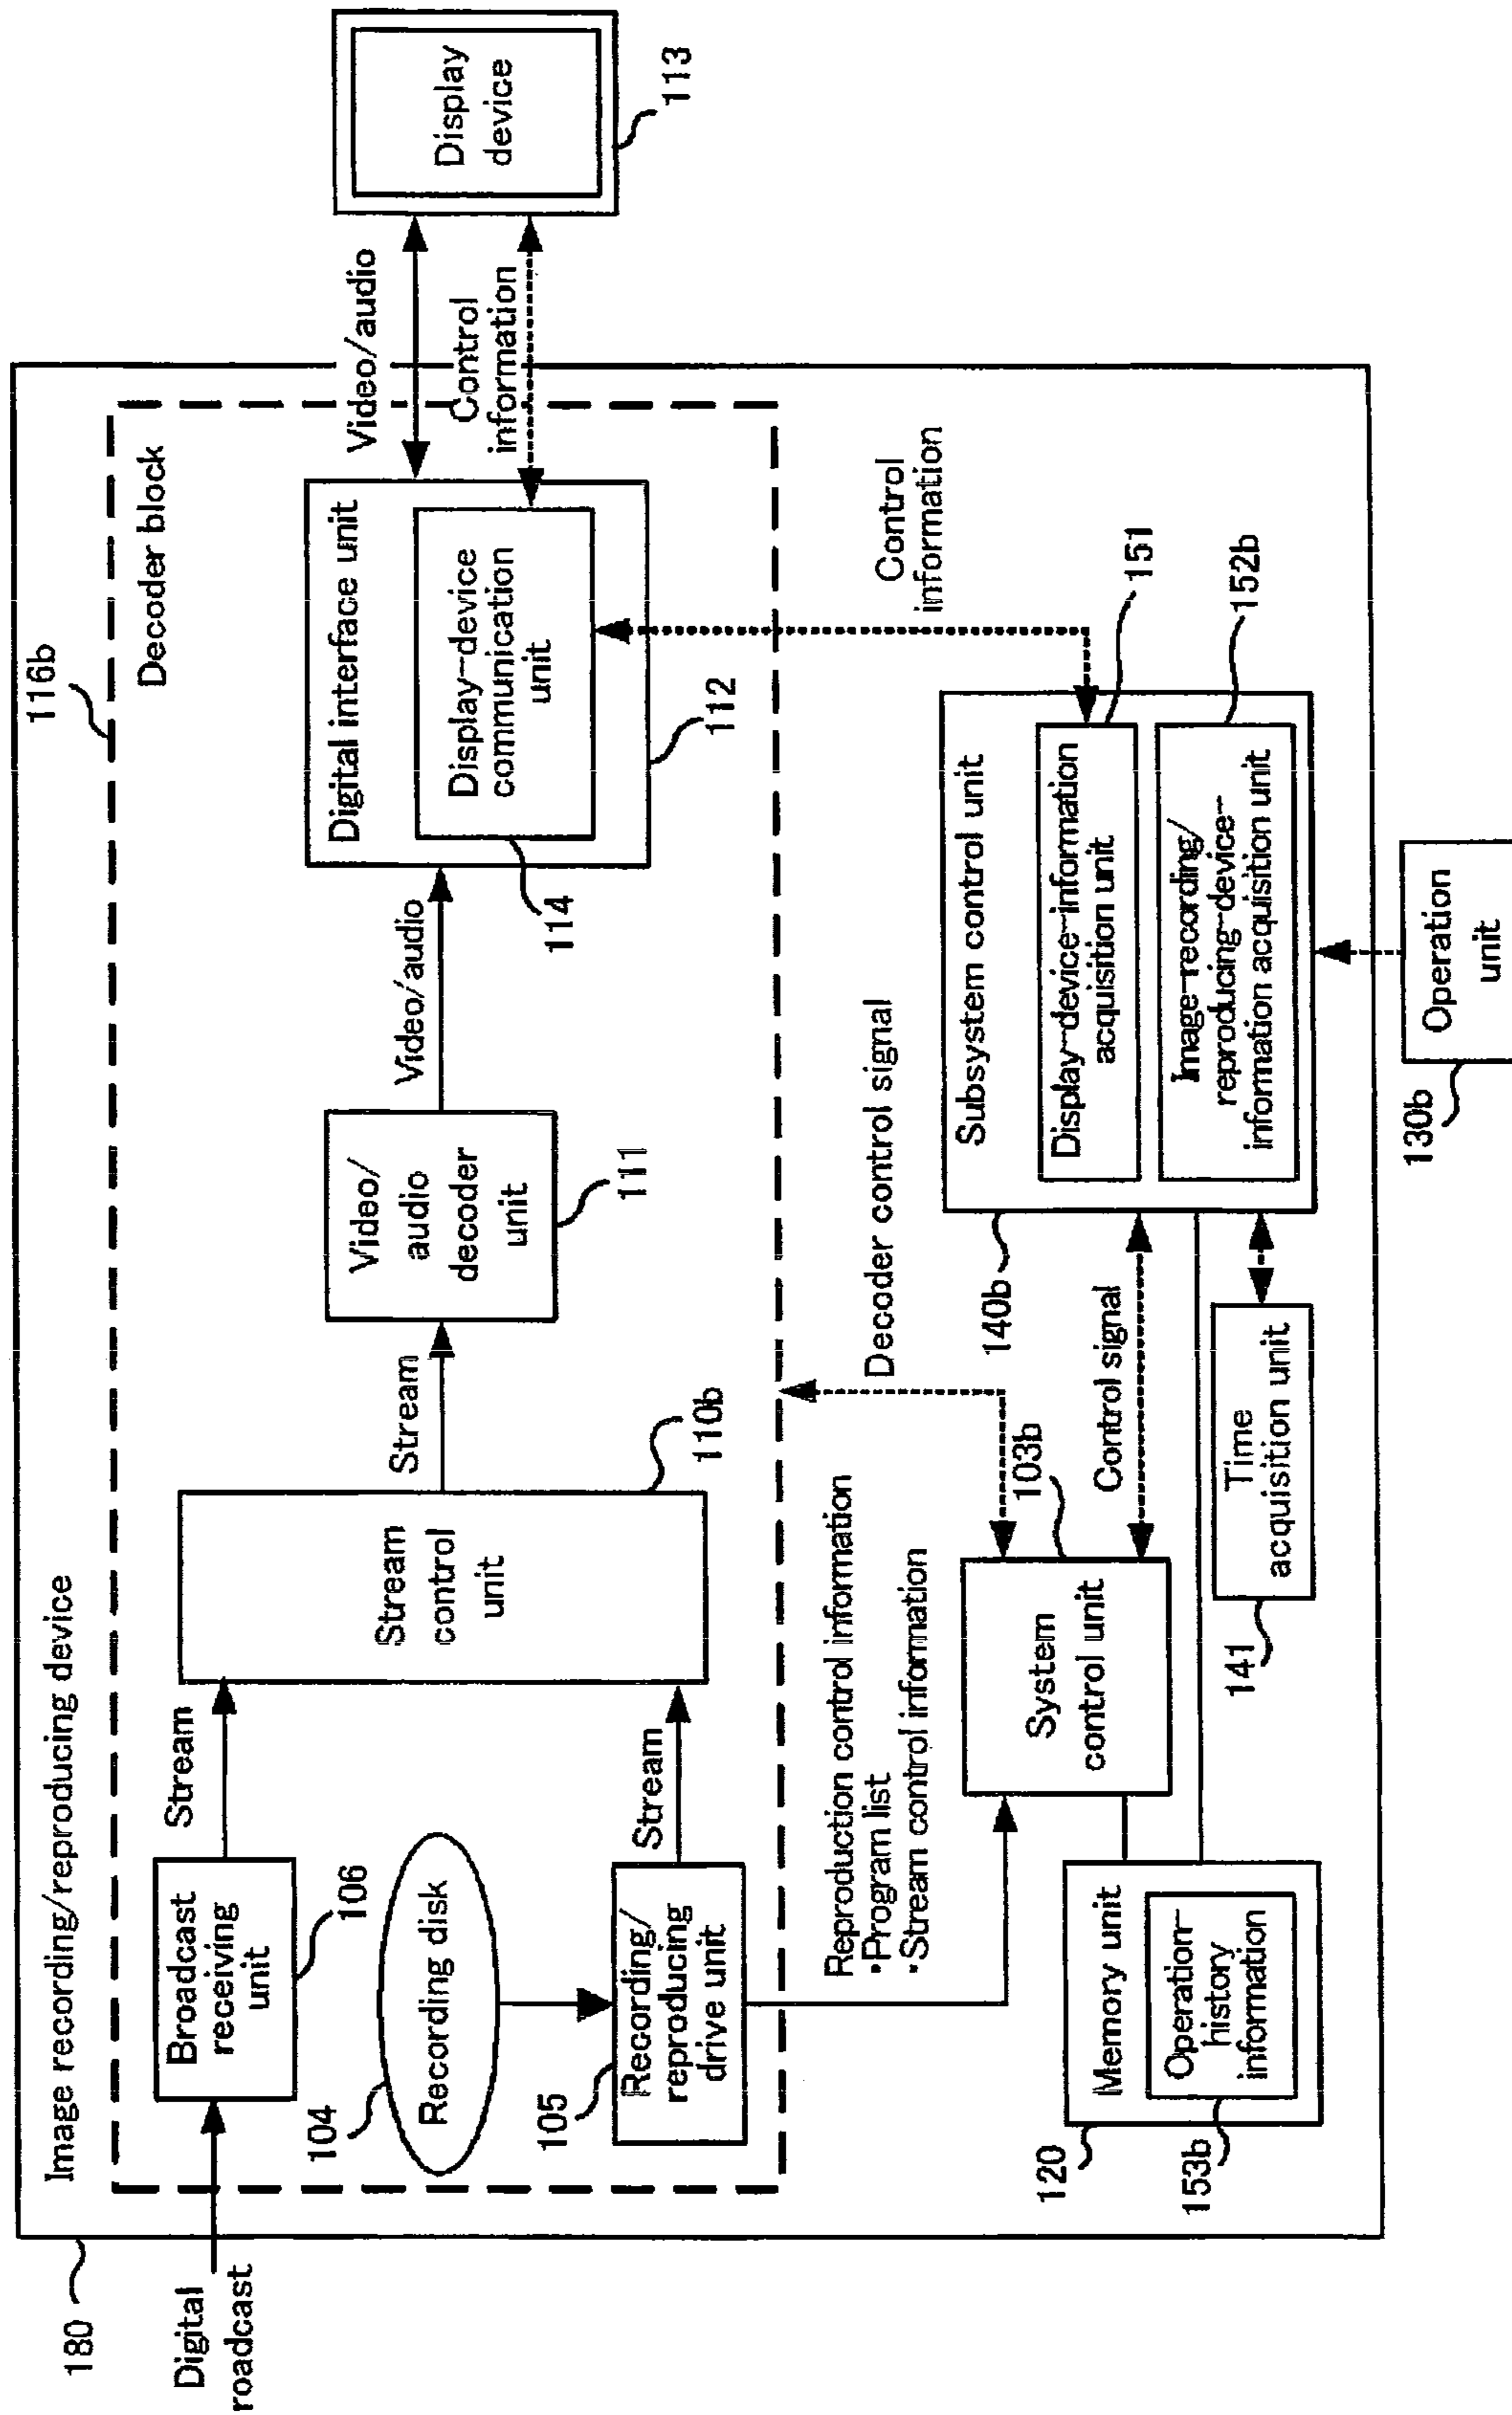 180
Image recording/reproducing device
116b
Decoder block
Digital
roadcast
Broadcast
receiving
unit
106
Stream
104
Recording disk
105
Recording/
reproducing
drive unit
Stream
Stream
control
unit
110b
Stream
Video/
audio
decoder
unit
111
Video/audio
Digital interface unit
Display-device
communication
unit
114
112
Video/audio
Control
information
Display
device
113
Reproduction control information
•Program list
•Stream control information
Decoder control signal
Control
information
120
Memory unit
Operation-
history
information
153b
System
control unit
103b
Control signal
140b
Subsystem control unit
Display-device-information
acquisition unit
151
Image-recording/
reproducing-device-
information acquisition unit
152b
Time
acquisition unit
141
Operation
unit
130b